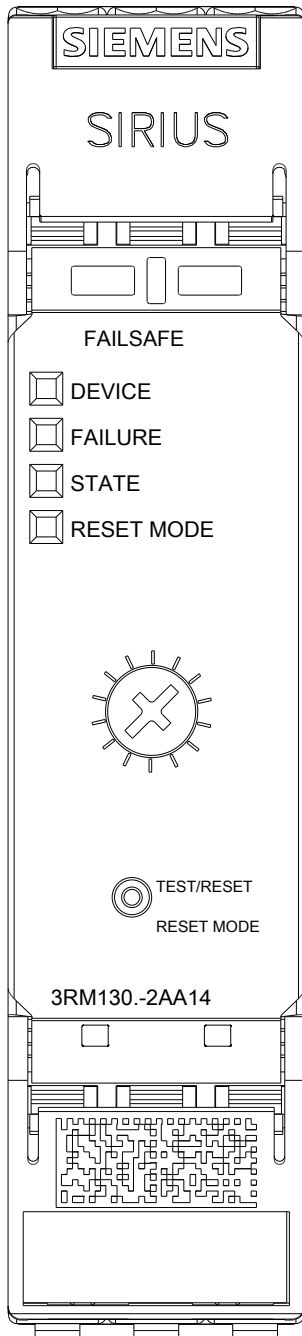 SIEMENS
SIRIUS
FAILSAFE
DEVICE
FAILURE
STATE
RESET MODE
TEST/RESET
RESET MODE
3RM130.-2AA14